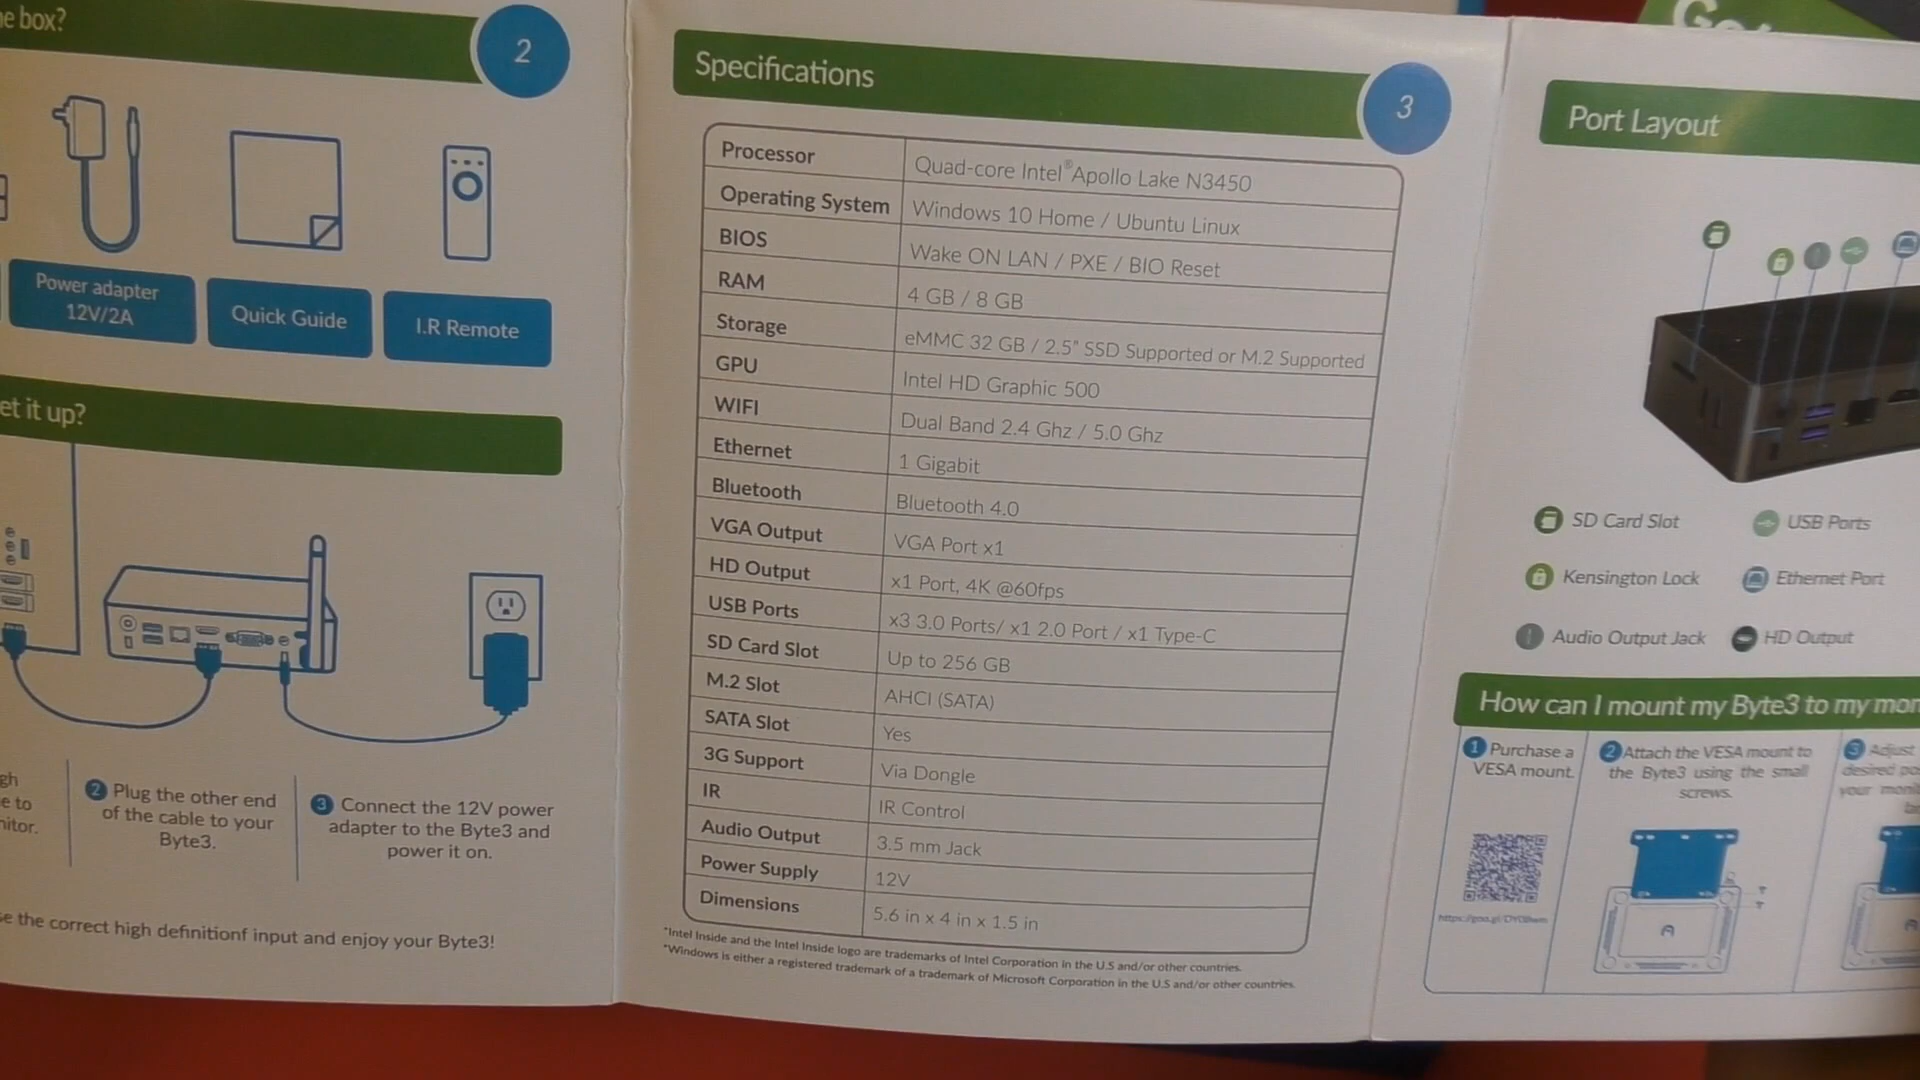 e box?
2
Power adapter
12V/2A
Quick Guide
I.R Remote
et it up?
gh
e to
nitor.
2 Plug the other end
of the cable to your
Byte3.
3 Connect the 12V power
adapter to the Byte3 and
power it on.
e the correct high definitionf input and enjoy your Byte3!
Specifications
3
Processor Quad-core Intel® Apollo Lake N3450
Operating System Windows 10 Home / Ubuntu Linux
BIOS Wake ON LAN / PXE / BIO Reset
RAM 4 GB / 8 GB
Storage eMMC 32 GB / 2.5" SSD Supported or M.2 Supported
GPU Intel HD Graphic 500
WIFI Dual Band 2.4 Ghz / 5.0 Ghz
Ethernet 1 Gigabit
Bluetooth Bluetooth 4.0
VGA Output VGA Port x1
HD Output x1 Port, 4K @60fps
USB Ports x3 3.0 Ports/ x1 2.0 Port / x1 Type-C
SD Card Slot Up to 256 GB
M.2 Slot AHCI (SATA)
SATA Slot Yes
3G Support Via Dongle
IR IR Control
Audio Output 3.5 mm Jack
Power Supply 12V
Dimensions 5.6 in x 4 in x 1.5 in
*Intel Inside and the Intel Inside logo are trademarks of Intel Corporation in the U.S and/or other countries.
*Windows is either a registered trademark of a trademark of Microsoft Corporation in the U.S and/or other countries.
Port Layout
SD Card Slot
USB Ports
Kensington Lock
Ethernet Port
Audio Output Jack
HD Output
How can I mount my Byte3 to my mon
1 Purchase a
VESA mount.
2 Attach the VESA mount to
the Byte3 using the small
screws.
3 Adjust
desired po
your monit